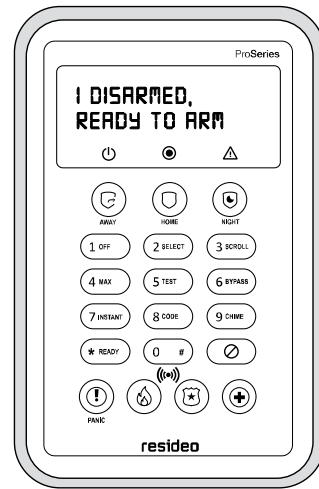 ProSeries
1 DISARMED,
READY TO ARM
AWAY HOME NIGHT
1 OFF 2 SELECT 3 SCROLL
4 MAX 5 TEST 6 BYPASS
7 INSTANT 8 CODE 9 CHIME
* READY 0 #
PANIC
resideo